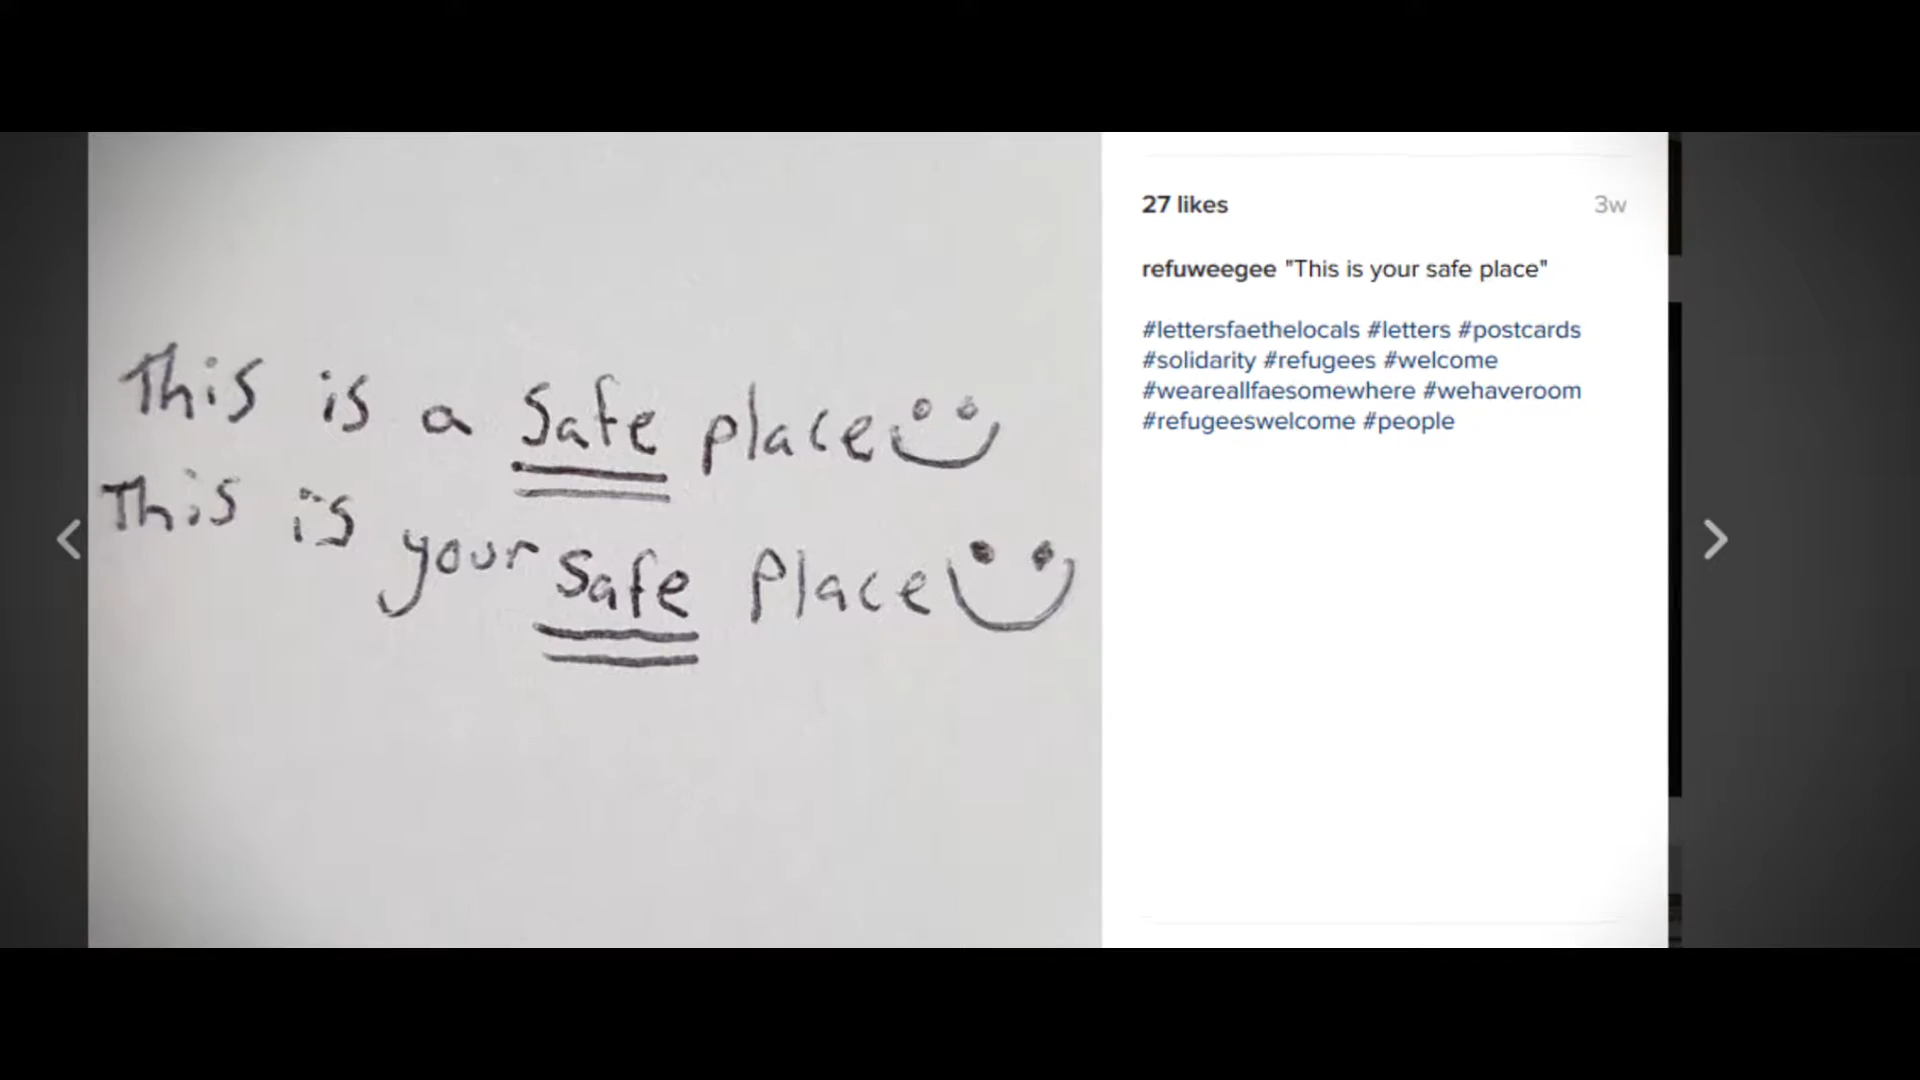 This is a safe place
This is your safe Place
27 likes
3w
refuweegee "This is your safe place"
#lettersfaethelocals #letters #postcards
#solidarity #refugees #welcome
#weareallfaesomewhere #wehaveroom
#refugeeswelcome #people